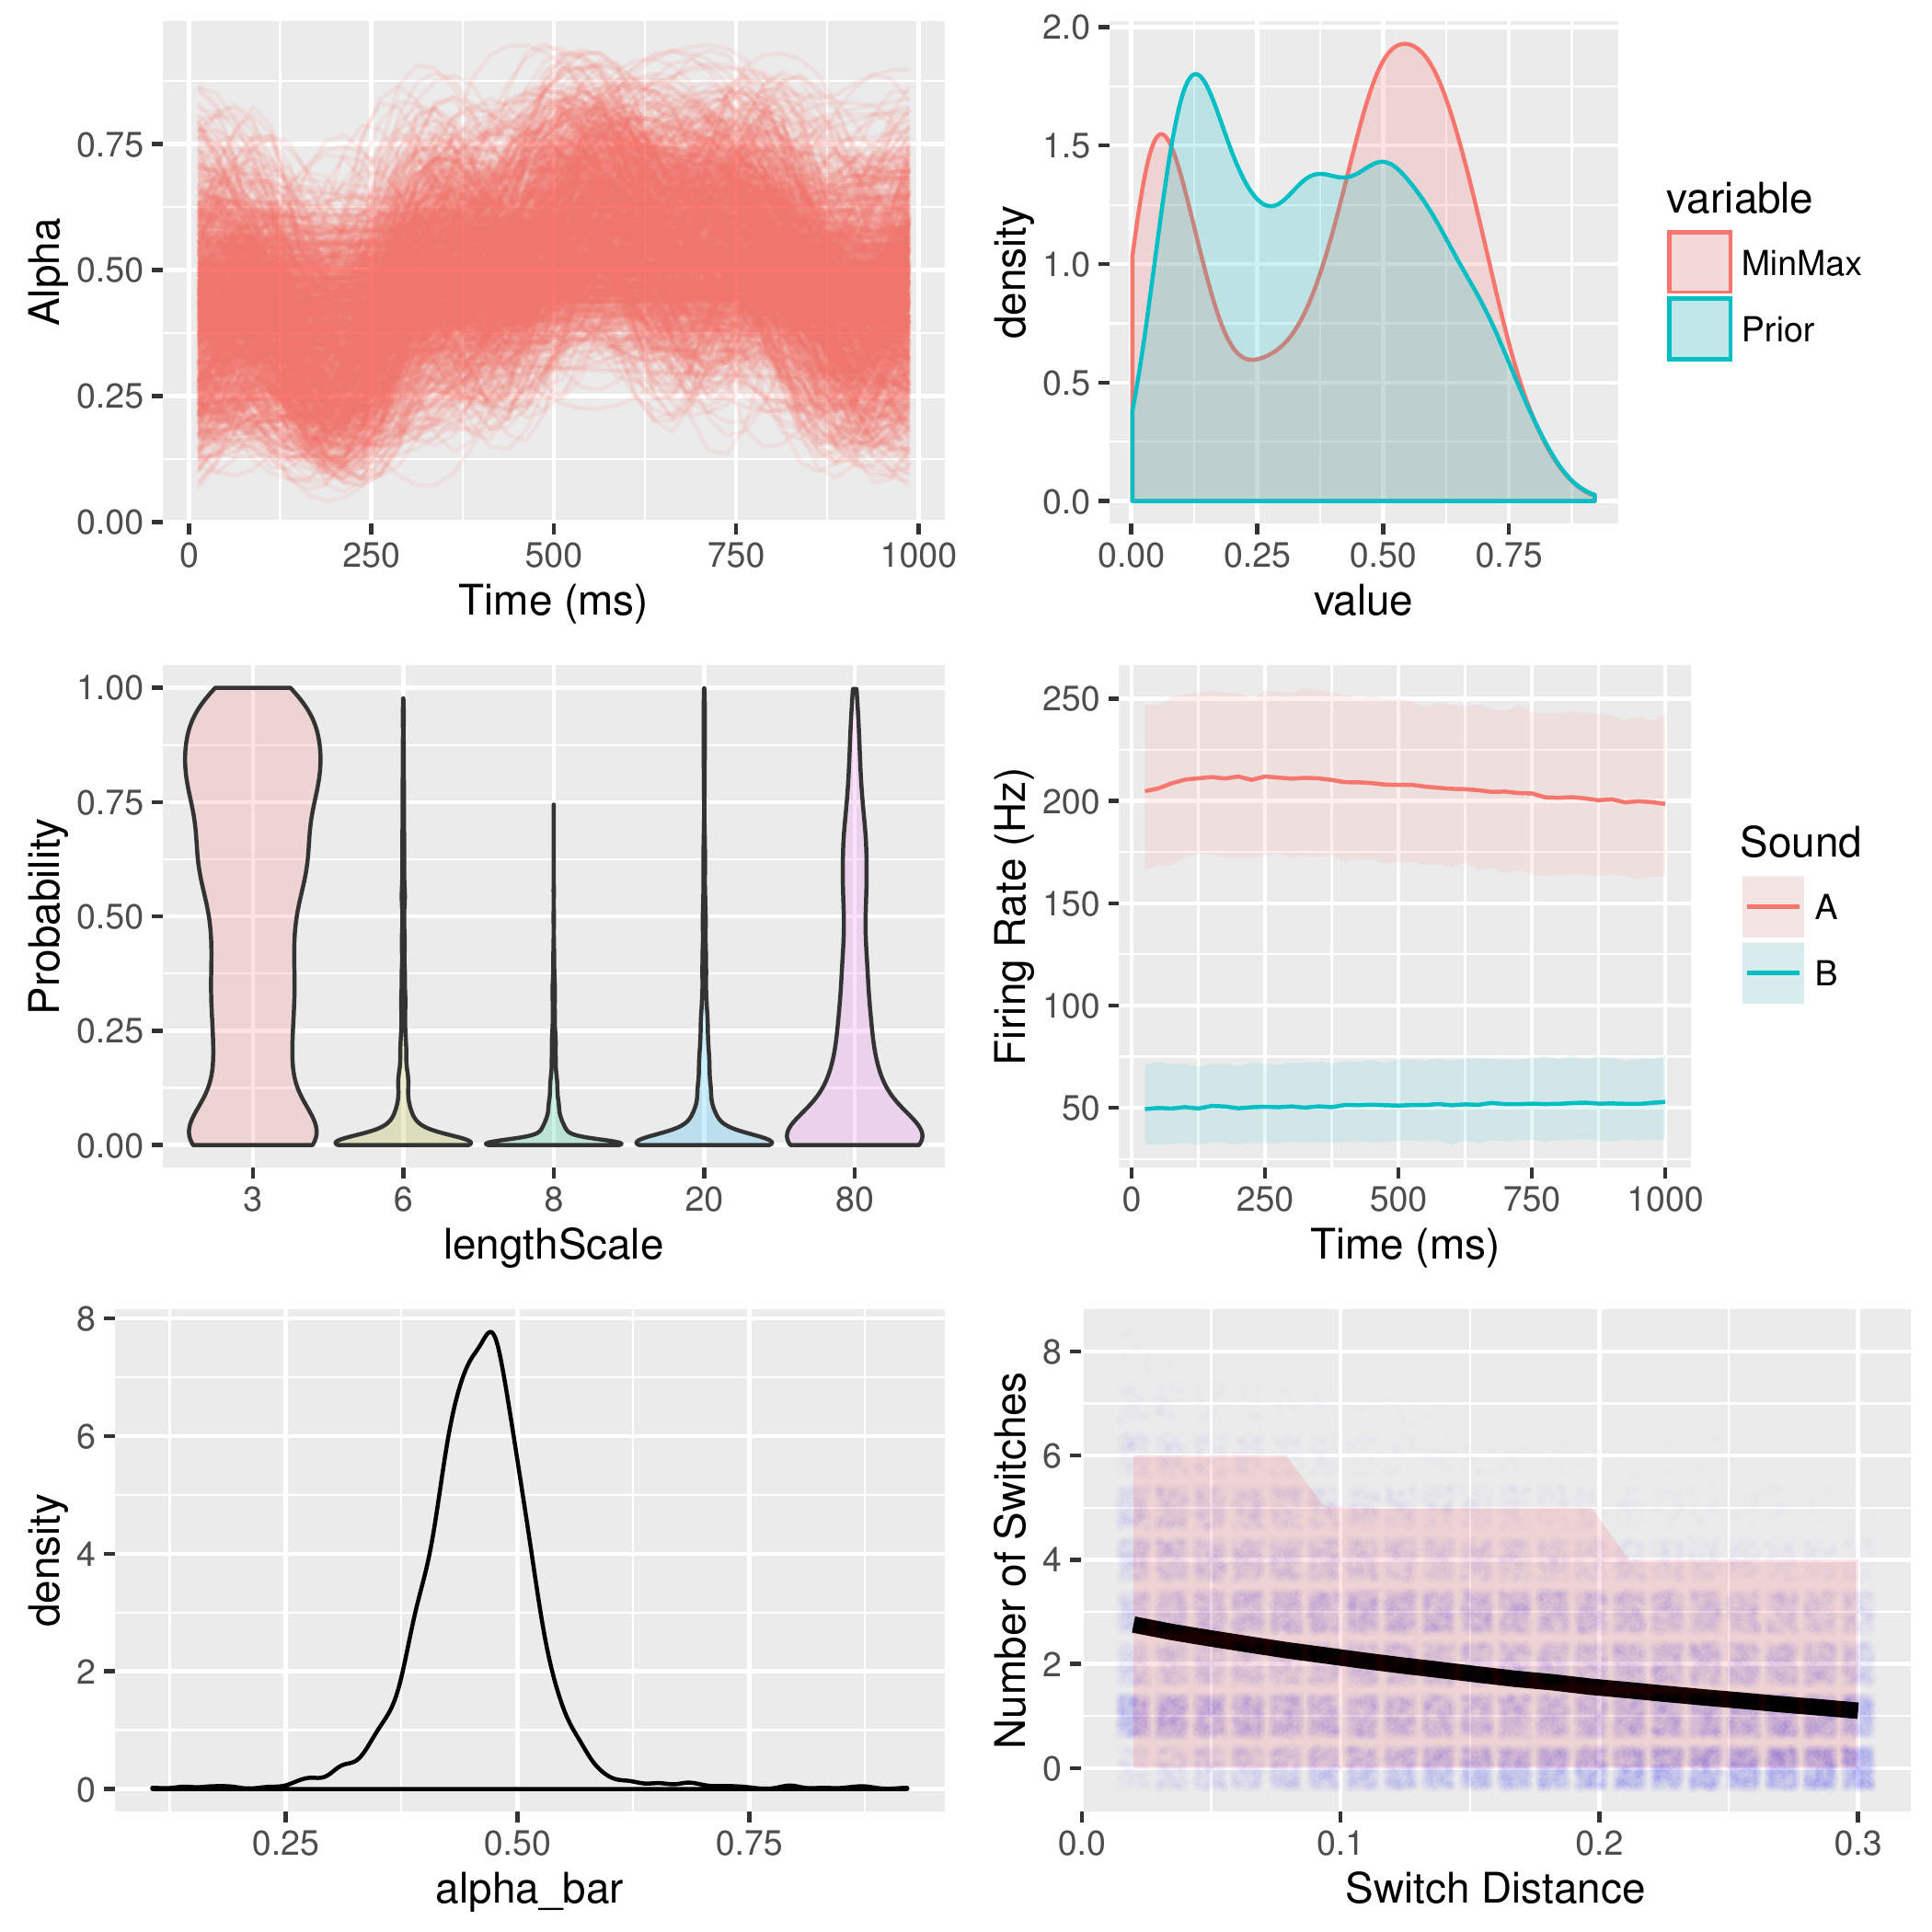 Alpha
0.75
0.50
0.25
0.00
0 250 500 750 1000
Time (ms)
density
2.0
1.5
1.0
0.5
0.0
0.00 0.25 0.50 0.75
value
variable
MinMax
Prior
Probability
1.00
0.75
0.50
0.25
0.00
3 6 8 20 80
lengthScale
Firing Rate (Hz)
250
200
150
100
50
0 250 500 750 1000
Time (ms)
Sound
A
B
density
8
6
4
2
0
0.25 0.50 0.75
alpha_bar
Number of Switches
8
6
4
2
0
0.0 0.1 0.2 0.3
Switch Distance